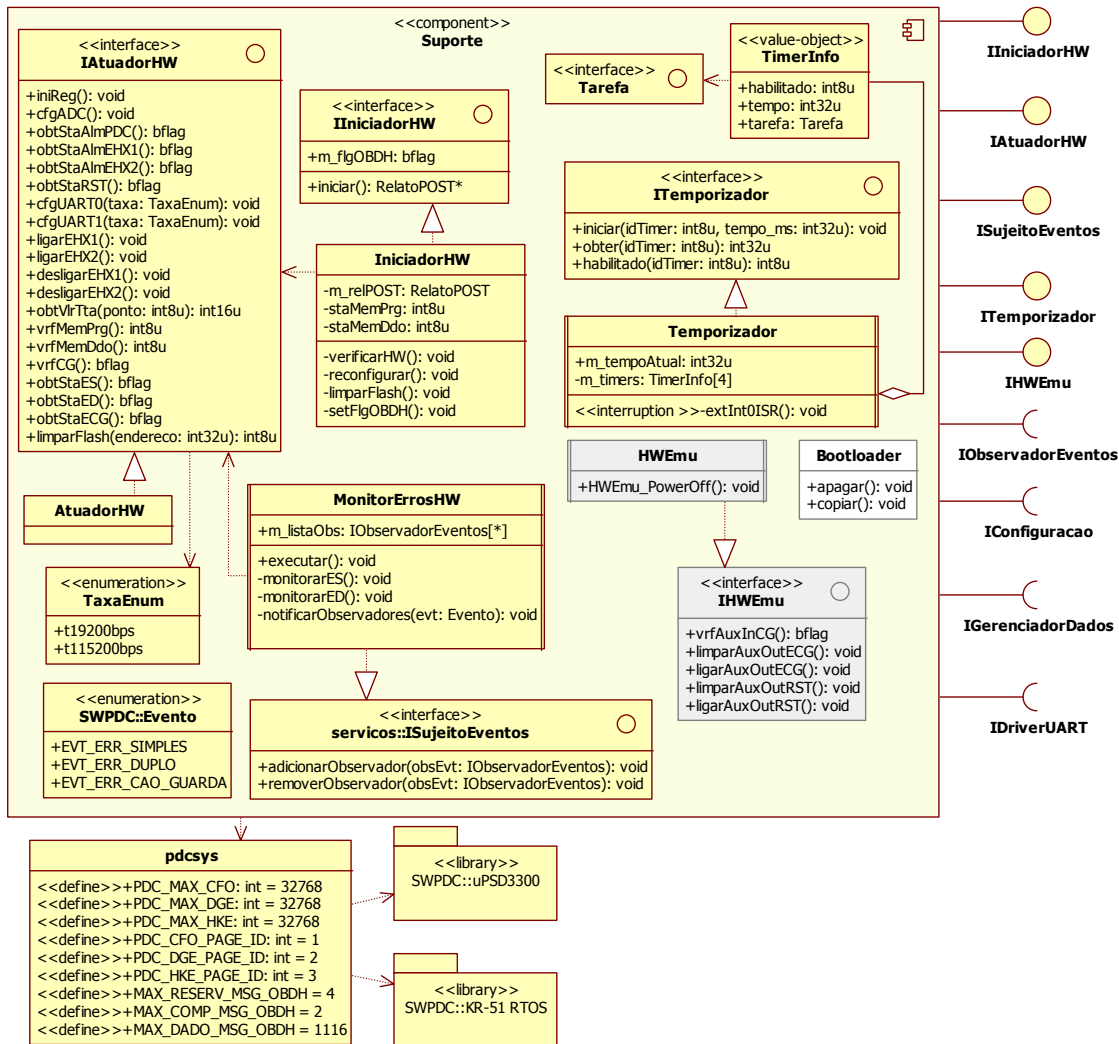 <<component>>
Suporte
<<interface>>
IAtuadorHW
+iniReg(): void
+cfgADC(): void
+obtStaAlmPDC(): bflag
+obtStaAlmEHX1(): bflag
+obtStaAlmEHX2(): bflag
+obtStaRST(): bflag
+cfgUART0(taxa: TaxaEnum): void
+cfgUART1(taxa: TaxaEnum): void
+ligarEHX1(): void
+ligarEHX2(): void
+desligarEHX1(): void
+desligarEHX2(): void
+obtVlrTta(ponto: int8u): int16u
+vrfMemPrg(): int8u
+vrfMemDdo(): int8u
+vrfCG(): bflag
+obtStaES(): bflag
+obtStaED(): bflag
+obtStaECG(): bflag
+limparFlash(endereco: int32u): int8u
<<interface>>
IIniciadorHW
+m_flgOBDH: bflag
+iniciar(): RelatoPOST*
IniciadorHW
-m_relPOST: RelatoPOST
-staMemPrg: int8u
-staMemDdo: int8u
-verificarHW(): void
-reconfigurar(): void
-limparFlash(): void
-setFlgOBDH(): void
<<interface>>
Tarefa
<<value-object>>
TimerInfo
+habilitado: int8u
+tempo: int32u
+tarefa: Tarefa
<<interface>>
ITemporizador
+iniciar(idTimer: int8u, tempo_ms: int32u): void
+obter(idTimer: int8u): int32u
+habilitado(idTimer: int8u): int8u
Temporizador
+m_tempoAtual: int32u
-m_timers: TimerInfo[4]
<<interruption >>-extInt0ISR(): void
HWEmu
+HWEmu_PowerOff(): void
Bootloader
+apagar(): void
+copiar(): void
AtuadorHW
MonitorErrosHW
+m_listaObs: IObservadorEventos[*]
+executar(): void
-monitorarES(): void
-monitorarED(): void
-notificarObservadores(evt: Evento): void
<<enumeration>>
TaxaEnum
+t19200bps
+t115200bps
<<interface>>
IHWEmu
+vrfAuxInCG(): bflag
+limparAuxOutECG(): void
+ligarAuxOutECG(): void
+limparAuxOutRST(): void
+ligarAuxOutRST(): void
<<enumeration>>
SWPDC::Evento
+EVT_ERR_SIMPLES
+EVT_ERR_DUPLO
+EVT_ERR_CAO_GUARDA
<<interface>>
servicos::ISujeitoEventos
+adicionarObservador(obsEvt: IObservadorEventos): void
+removerObservador(obsEvt: IObservadorEventos): void
IIniciadorHW
IAtuadorHW
ISujeitoEventos
ITemporizador
IHWEmu
IObservadorEventos
IConfiguracao
IGerenciadorDados
IDriverUART
pdcsys
<<define>>+PDC_MAX_CFO: int = 32768
<<define>>+PDC_MAX_DGE: int = 32768
<<define>>+PDC_MAX_HKE: int = 32768
<<define>>+PDC_CFO_PAGE_ID: int = 1
<<define>>+PDC_DGE_PAGE_ID: int = 2
<<define>>+PDC_HKE_PAGE_ID: int = 3
<<define>>+MAX_RESERV_MSG_OBDH = 4
<<define>>+MAX_COMP_MSG_OBDH = 2
<<define>>+MAX_DADO_MSG_OBDH = 1116
<<library>>
SWPDC::uPSD3300
<<library>>
SWPDC::KR-51 RTOS